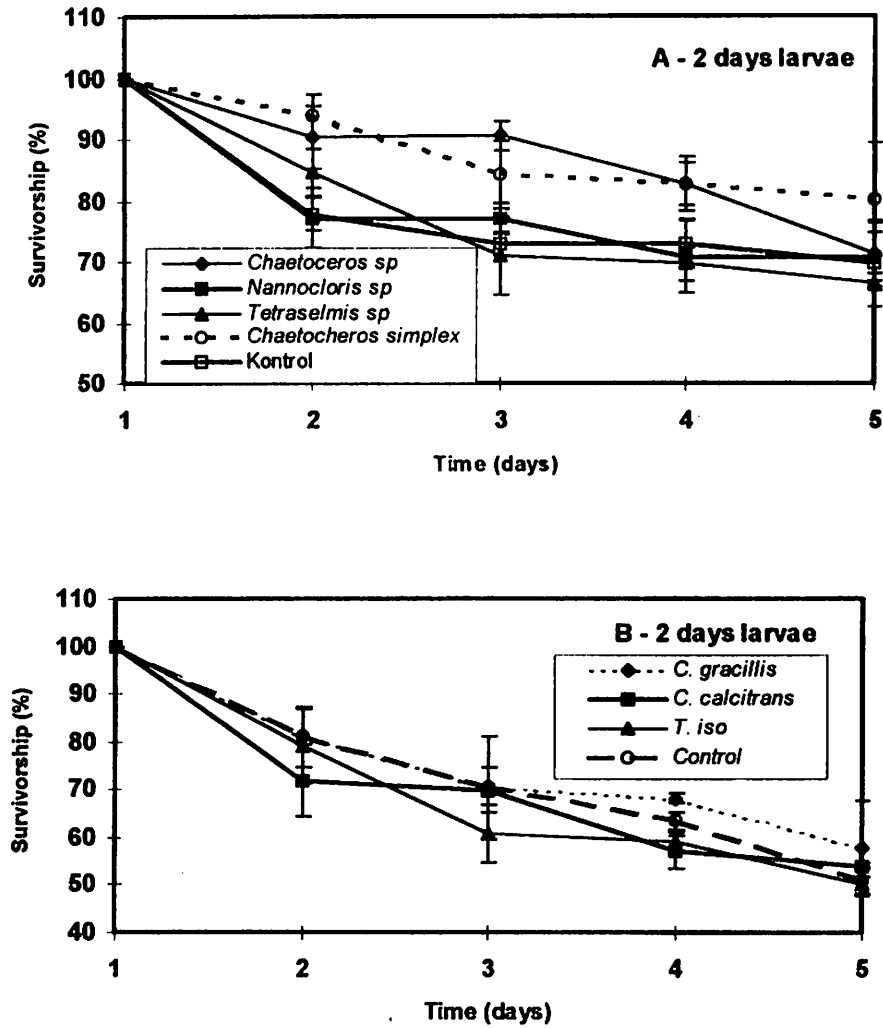 110
100
90
80
70
60
50
Survivorship (%)
A - 2 days larvae
Chaetoceros sp
Nannocloris sp
Tetraselmis sp
Chaetocheros simplex
Kontrol
1 2 3 4 5
Time (days)
110
100
90
80
70
60
50
40
Survivorship (%)
B - 2 days larvae
C. gracillis
C. calcitrans
T. iso
Control
1 2 3 4 5
Time (days)